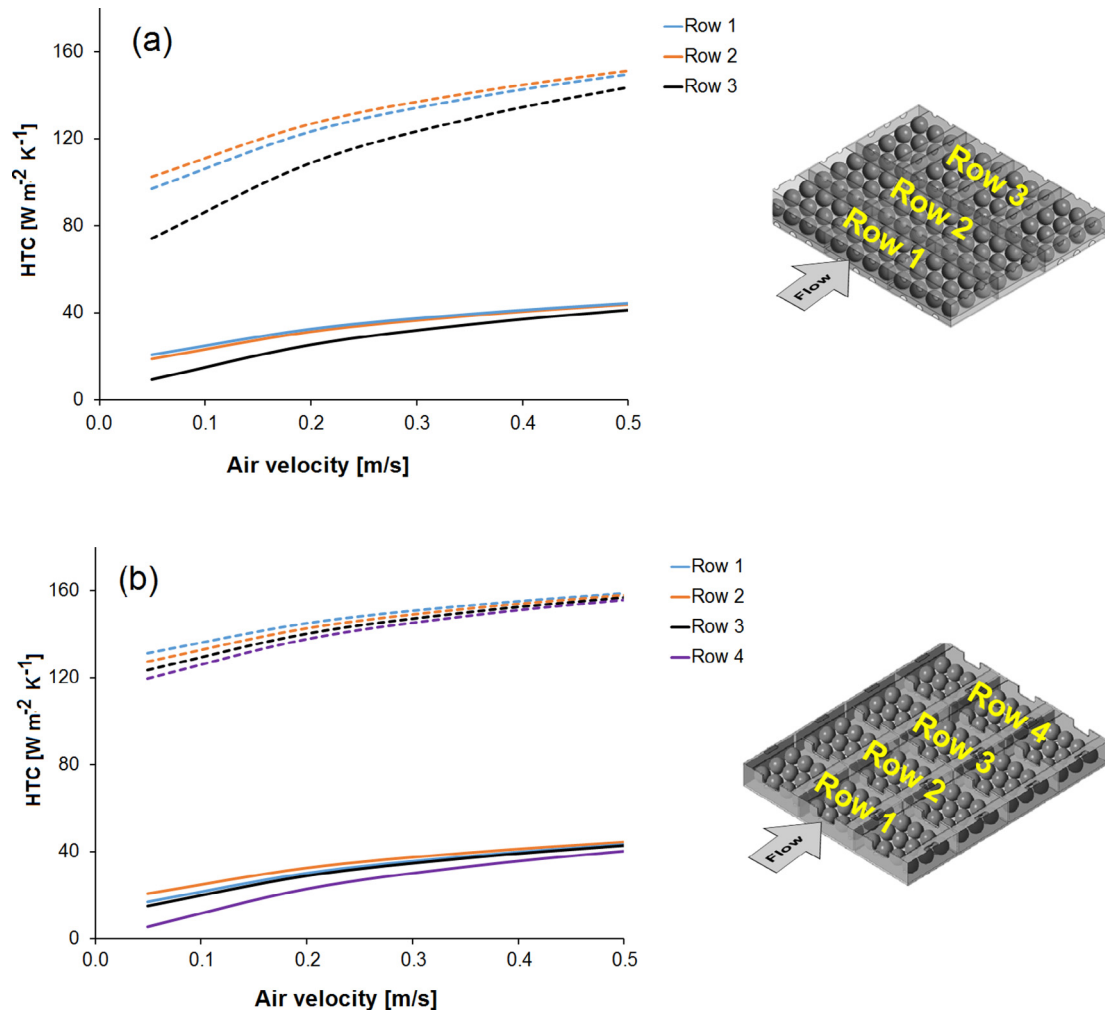 (a)
Row 1
Row 2
Row 3
HTC [W m-2 K-1]
160
120
80
40
0
0.0 0.1 0.2 0.3 0.4 0.5
Air velocity [m/s]
Row 3
Row 2
Row 1
Flow
(b)
Row 1
Row 2
Row 3
Row 4
HTC [W m-2 K-1]
160
120
80
40
0
0.0 0.1 0.2 0.3 0.4 0.5
Air velocity [m/s]
Row 4
Row 3
Row 2
Row 1
Flow